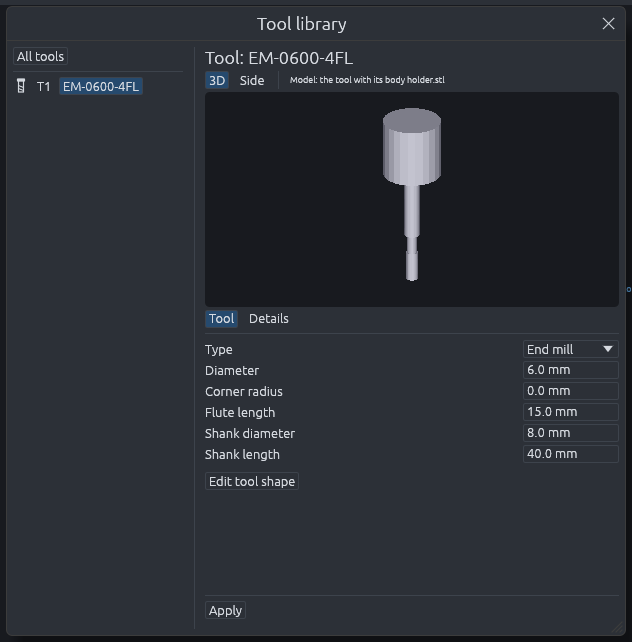 Tool library
All tools
T1 EM-0600-4FL
Tool: EM-0600-4FL
3D Side Model: the tool with its body holder.stl
Tool Details
Type End mill
Diameter 6.0 mm
Corner radius 0.0 mm
Flute length 15.0 mm
Shank diameter 8.0 mm
Shank length 40.0 mm
Edit tool shape
Apply